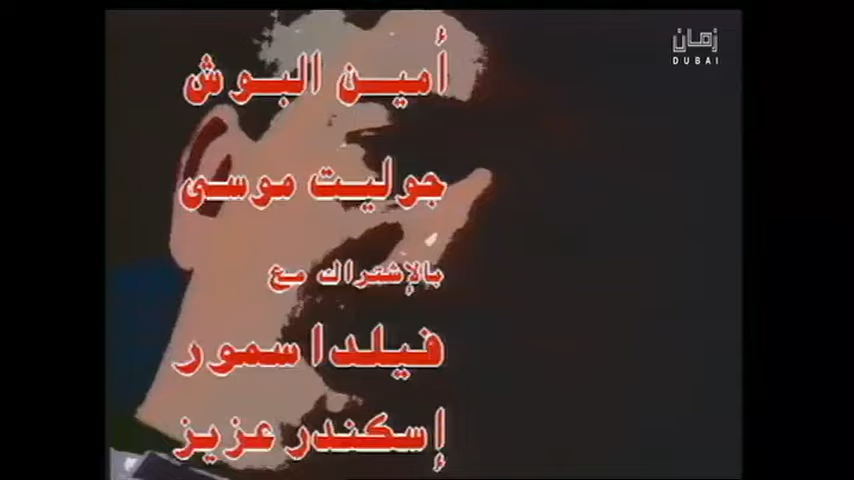 زمان
DUBAI
أمين البوش
جوليت موسى
بالإشتراك مع
فيلدا سمور
إسكندر عزيز